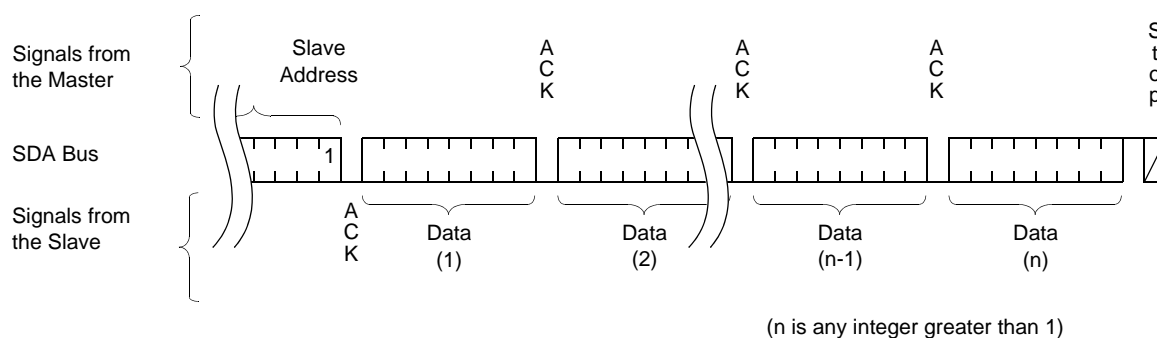 Signals from
the Master
Slave
Address
A
C
K
A
C
K
A
C
K
S
t
o
p
SDA Bus
1
Signals from
the Slave
A
C
K
Data
(1)
Data
(2)
Data
(n-1)
Data
(n)
(n is any integer greater than 1)